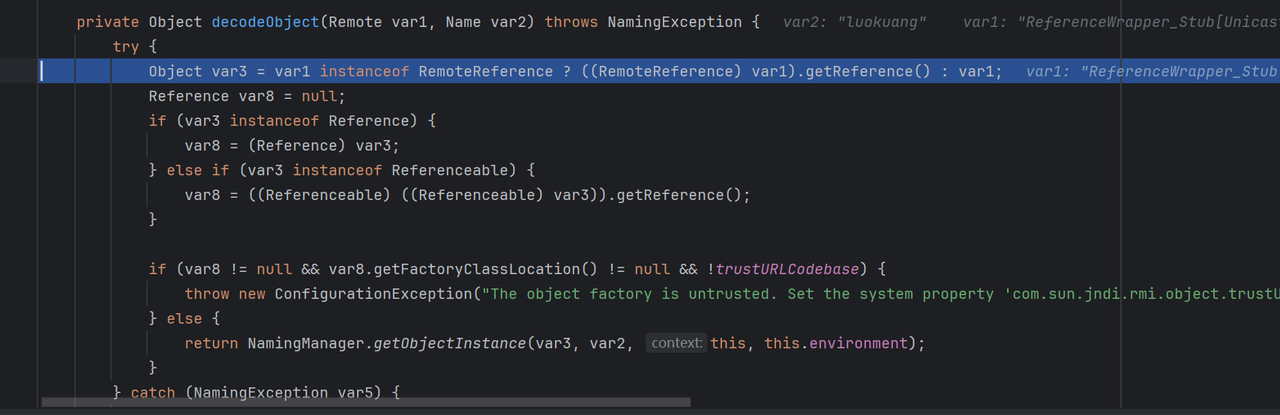 private Object decodeObject(Remote var1, Name var2) throws NamingException {   var2: "luokuang"    var1: "ReferenceWrapper_Stub[Unicas
try {
Object var3 = var1 instanceof RemoteReference ? ((RemoteReference) var1).getReference() : var1;   var1: "ReferenceWrapper_Stub
Reference var8 = null;
if (var3 instanceof Reference) {
var8 = (Reference) var3;
} else if (var3 instanceof Referenceable) {
var8 = ((Referenceable) ((Referenceable) var3)).getReference();
}
if (var8 != null && var8.getFactoryClassLocation() != null && !trustURLCodebase) {
throw new ConfigurationException("The object factory is untrusted. Set the system property 'com.sun.jndi.rmi.object.trustU
} else {
return NamingManager.getObjectInstance(var3, var2, context: this, this.environment);
}
} catch (NamingException var5) {